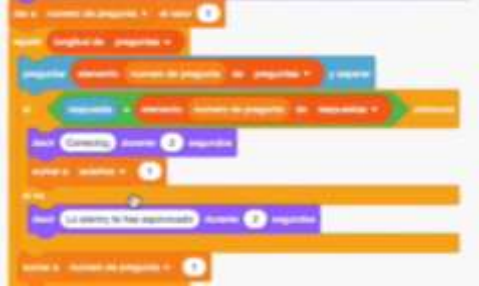 dar a número de pregunta el valor 1
repetir longitud de preguntas
preguntar elemento número de pregunta de preguntas y esperar
si respuesta = elemento número de pregunta de respuestas entonces
decir Correcto durante 2 segundos
sumar a aciertos 1
si no
decir Lo siento, te has equivocado durante 2 segundos
sumar a número de pregunta 1